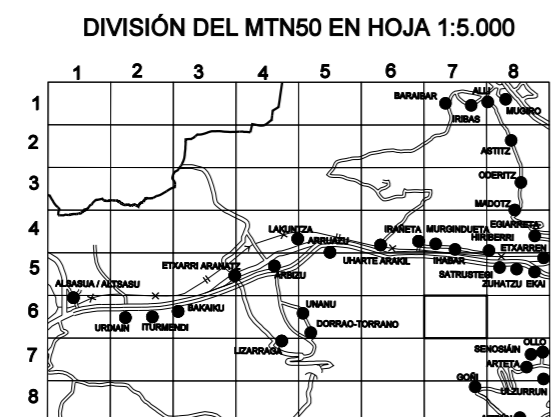 DIVISIÓN DEL MTN50 EN HOJA 1:5.000
1 2 3 4 5 6 7 8
1
BARAIBAR
ALLI
IRIBAS
MUGIRO
2
ASTITZ
3
ODERITZ
MADOTZ
4
EGIARRETA
LAKUNTZA
ARRUAZU
IRAÑETA
MURGINDUETA
HIRIBERRI
ETXARREN
5
ETXARRI ARANATZ
ARBIZU
UHARTE ARAKIL
IHABAR
SATRUSTEGI
ZUHATZU
EKAI
ALSASUA / ALTSASU
6
URDIAIN
ITURMENDI
BAKAIKU
UNANU
DORRAO-TORRANO
7
LIZARRAGA
SENOSIÁIN
OLLO
ARTETA
GOÑI
ULZURRUN
8